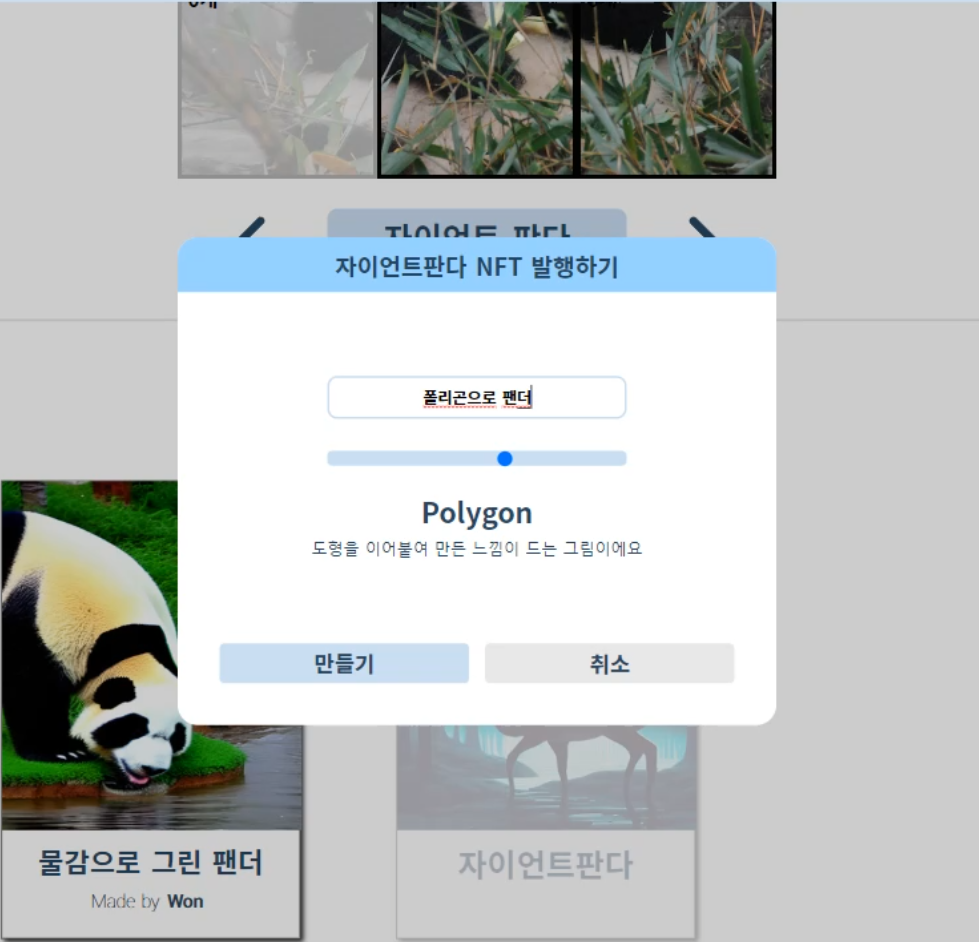 자이언트 판다
자이언트판다 NFT 발행하기
폴리곤으로 팬더
Polygon
도형을 이어붙여 만든 느낌이 드는 그림이에요
만들기
취소
물감으로 그린 팬더
Made by Won
자이언트판다